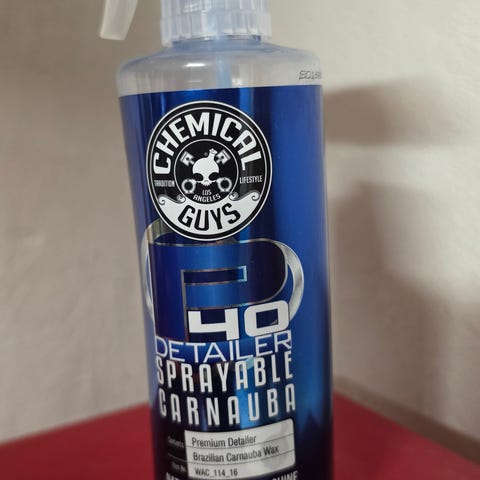 CHEMICAL
TRADITION
LIFESTYLE
LOS
ANGELES
GUYS
P
40
DETAILER
SPRAYABLE
CARNAUBA
Premium Detailer
Brazilian Carnauba Wax
WAC_114_16